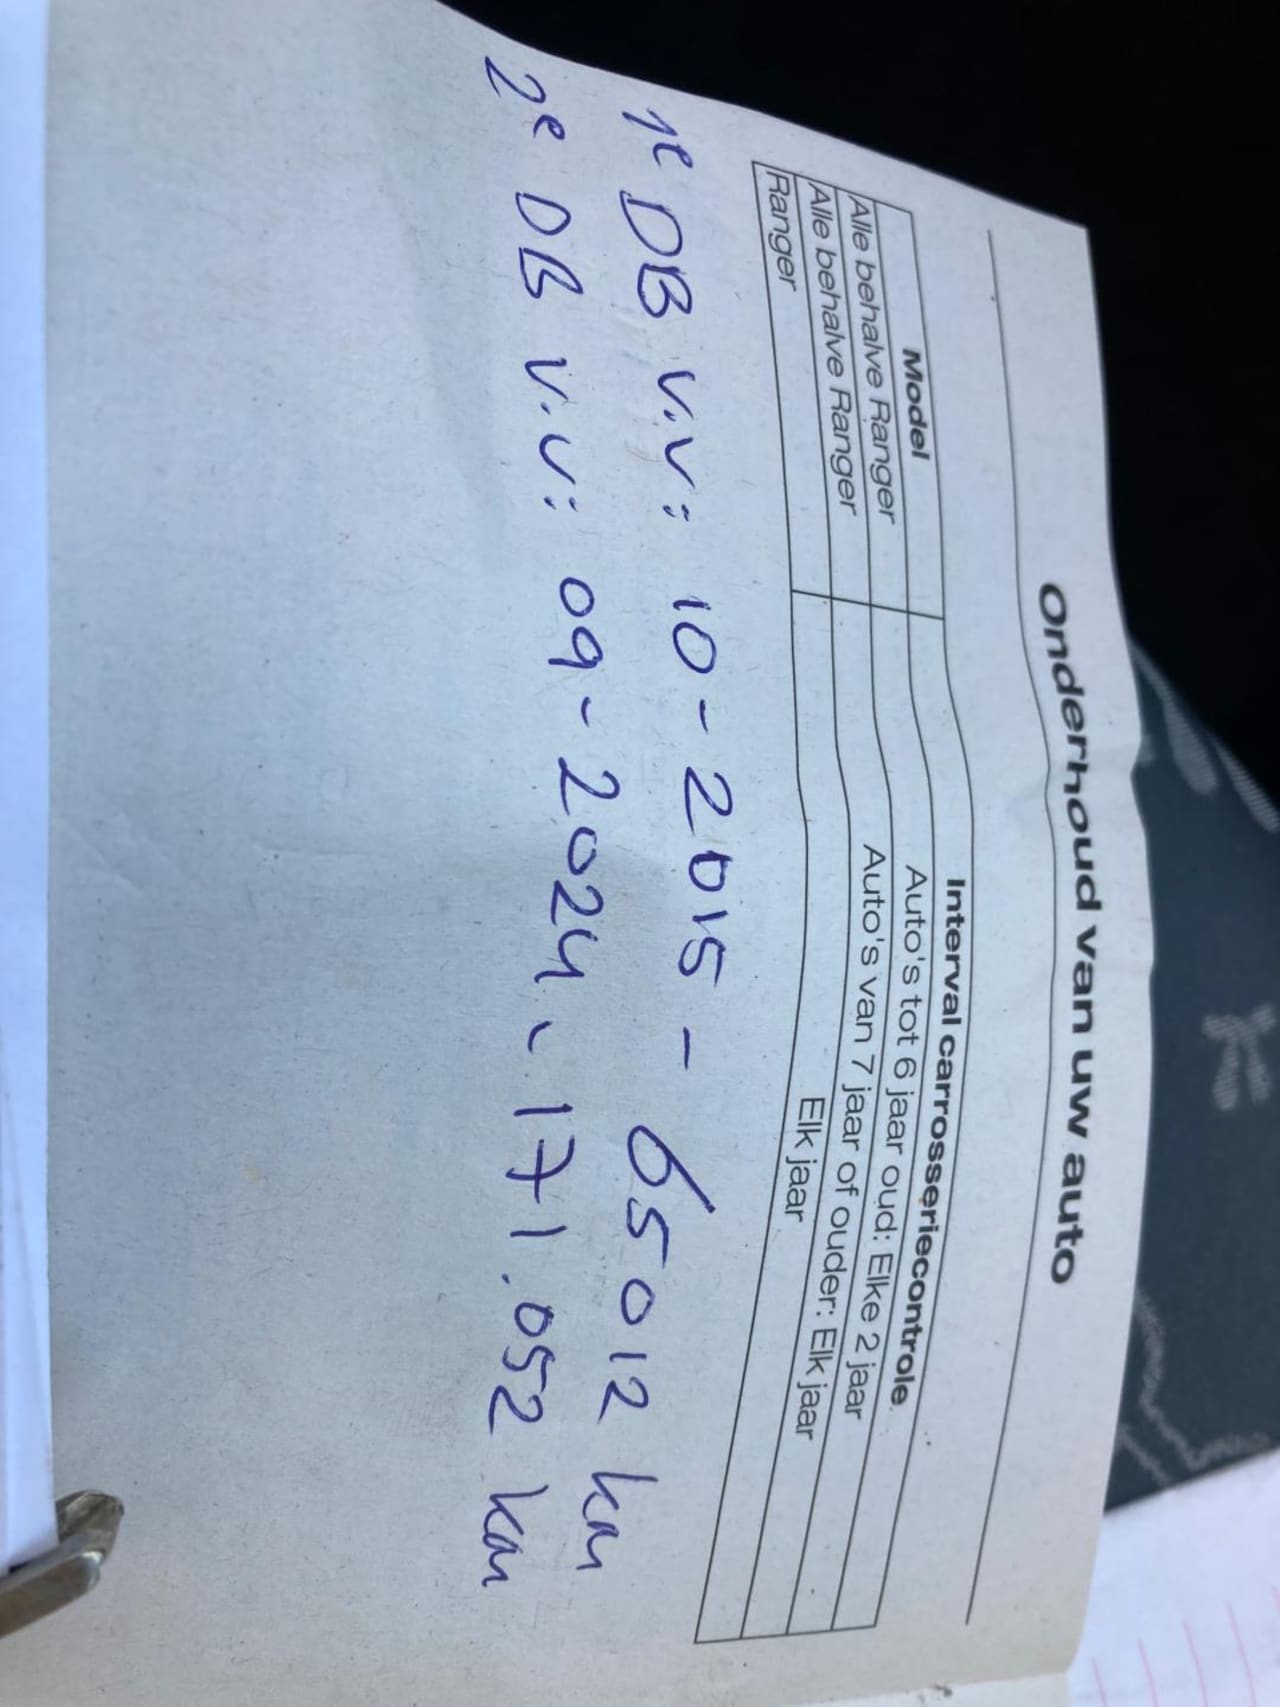 Onderhoud van uw auto
Model Interval carrosseriecontrole
Alle behalve Ranger Auto's tot 6 jaar oud: Elke 2 jaar
Alle behalve Ranger Auto's van 7 jaar of ouder: Elk jaar
Ranger Elk jaar
1e DB v.v: 10-2015 - 65012 km
2e DB v.v: 09-2024 - 171.052 km